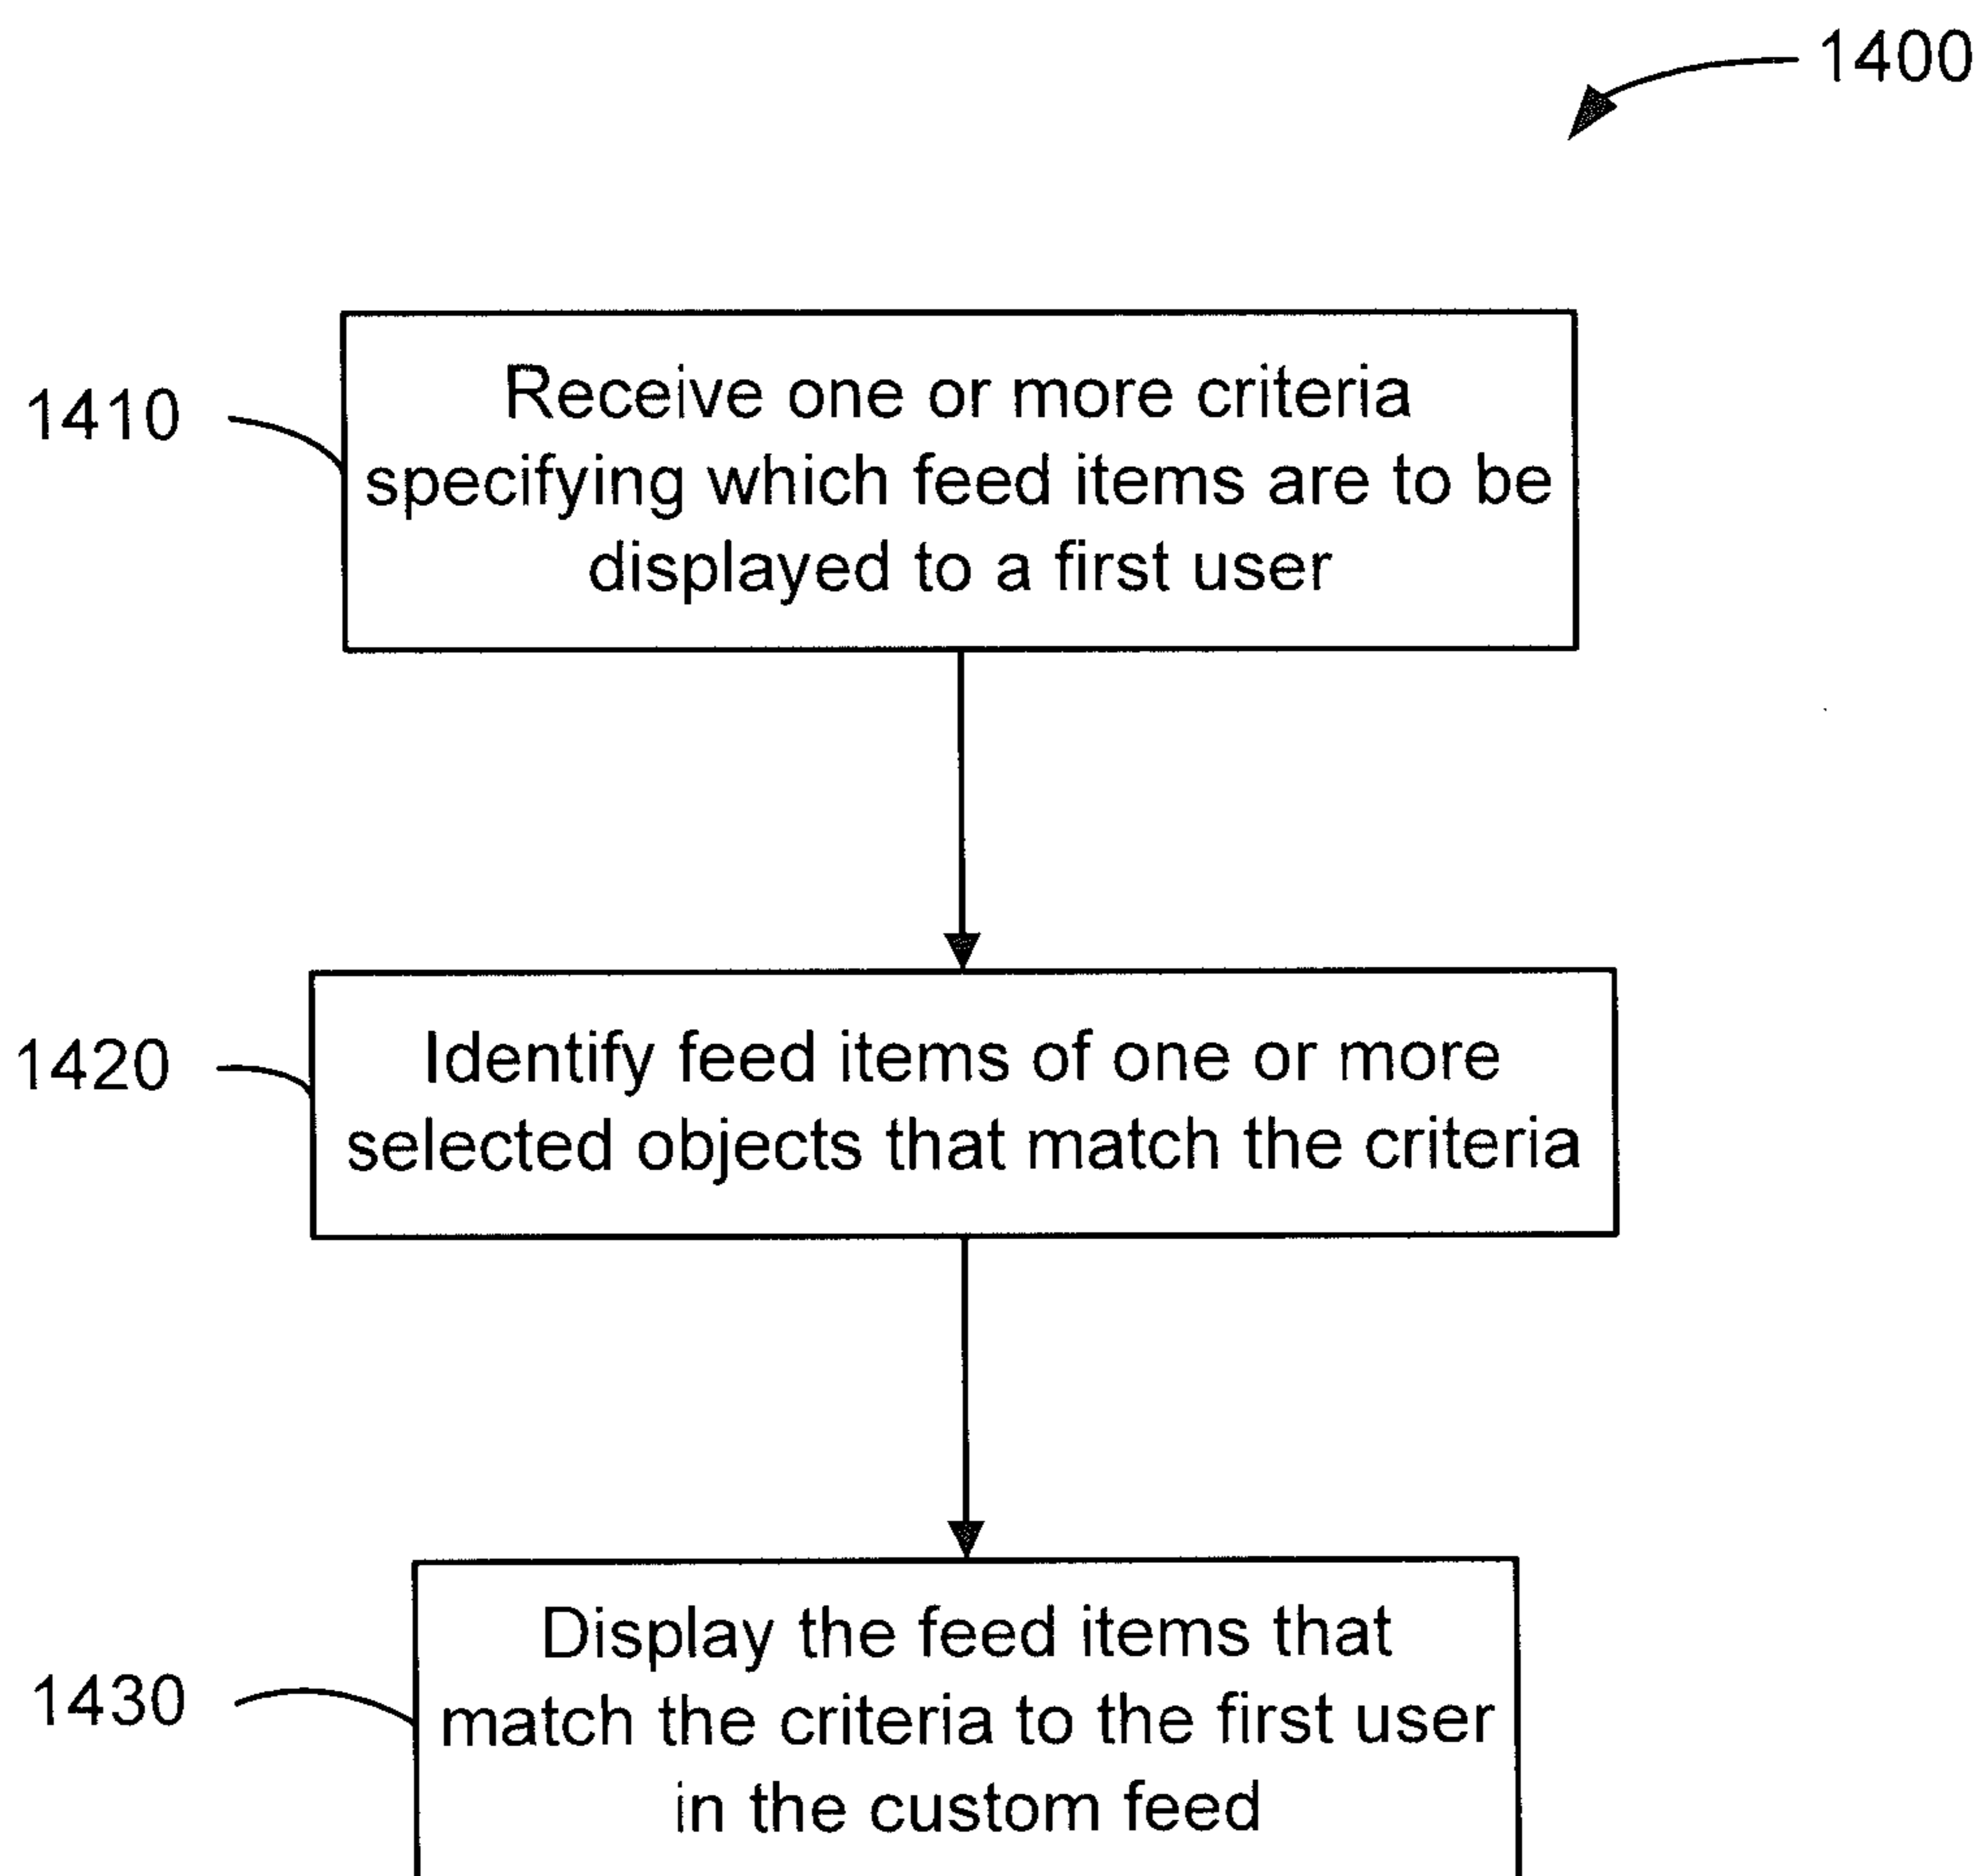 1400
1410
Receive one or more criteria
specifying which feed items are to be
displayed to a first user
1420
Identify feed items of one or more
selected objects that match the criteria
1430
Display the feed items that
match the criteria to the first user
in the custom feed